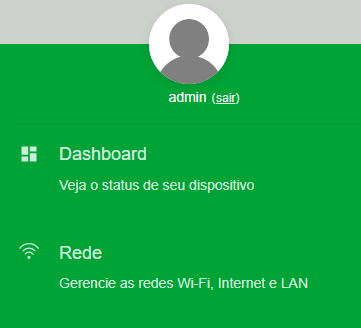 admin (sair)
Dashboard
Veja o status de seu dispositivo
Rede
Gerencie as redes Wi-Fi, Internet e LAN